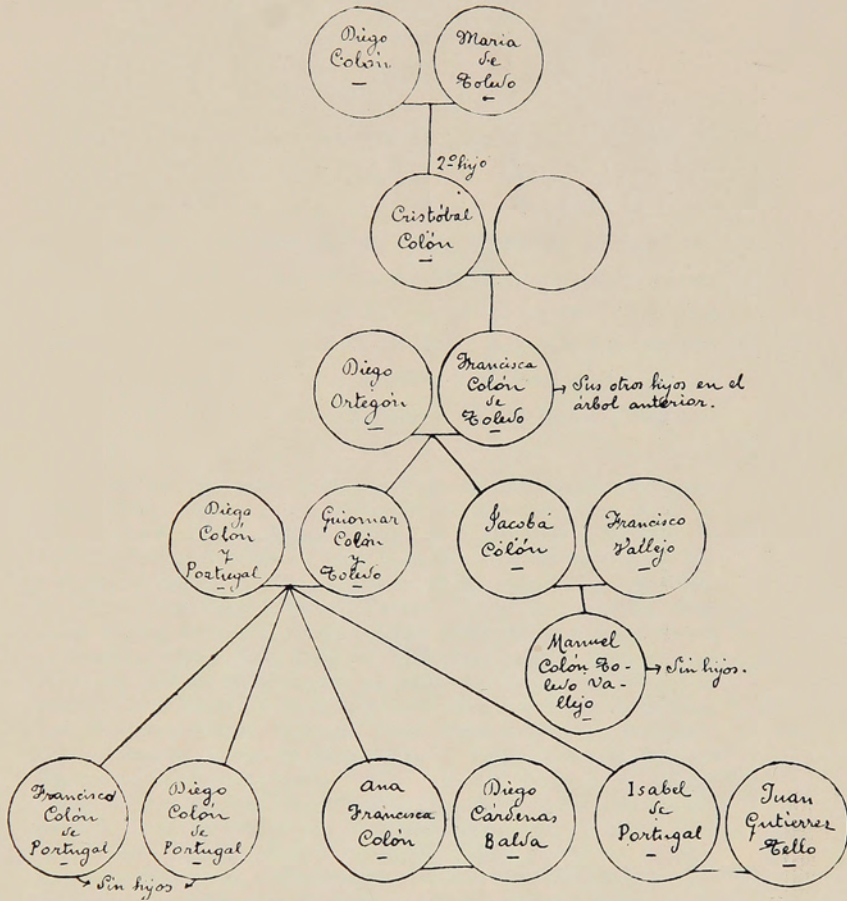 Diego
Colón
Maria
de
Toledo
2º hijo
Cristóbal
Colón
Diego
Ortegón
Francisca
Colón
de
Toledo
Sus otros hijos en el
árbol anterior.
Diego
Colón
y
Portugal
Guiomar
Colón
y
Toledo
Jacoba
Colón
Francisco
Vallejo
Manuel
Colón To-
ledo Va-
llejo
Sin hijos.
Francisco
Colón
de
Portugal
Diego
Colón
de
Portugal
Sin hijos
Ana
Francisca
Colón
Diego
Cárdenas
Balda
Isabel
de
Portugal
Juan
Gutierrez
Tello